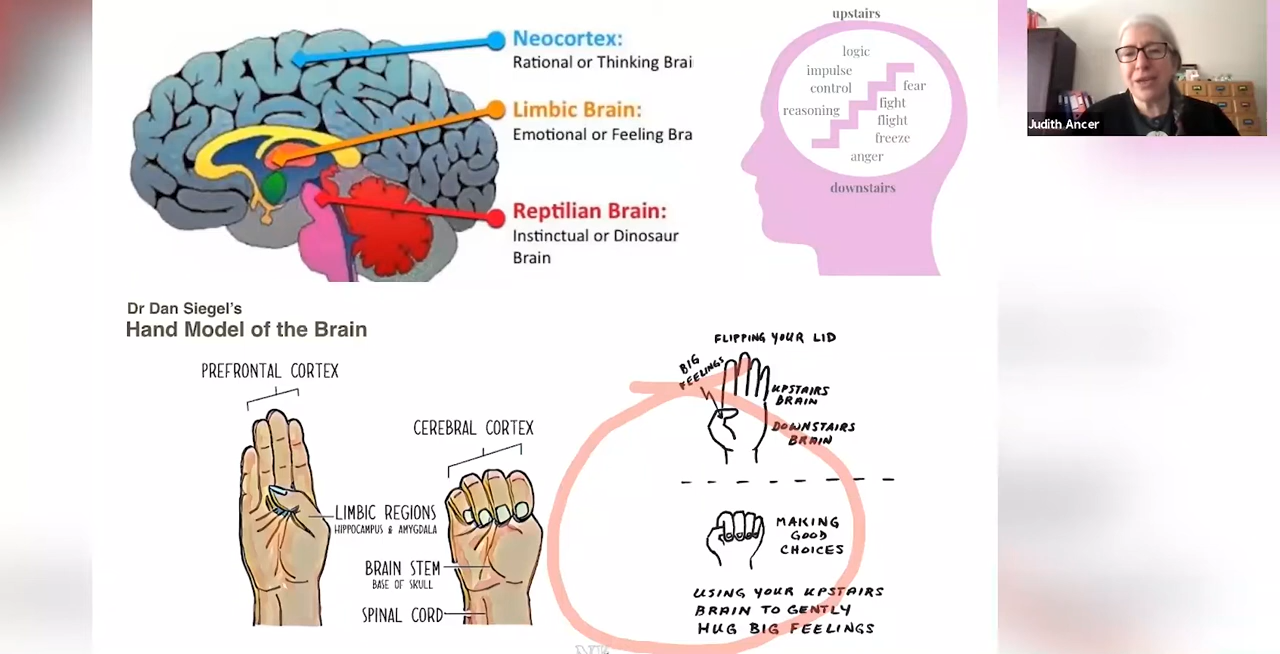 Neocortex:
Rational or Thinking Brai
Limbic Brain:
Emotional or Feeling Bra
Reptilian Brain:
Instinctual or Dinosaur
Brain
upstairs
logic
impulse
control
reasoning
fear
fight
flight
freeze
anger
downstairs
Judith Ancer
Dr Dan Siegel's
Hand Model of the Brain
PREFRONTAL CORTEX
CEREBRAL CORTEX
LIMBIC REGIONS
HIPPOCAMPUS & AMYGDALA
BRAIN STEM
BASE OF SKULL
SPINAL CORD
FLIPPING YOUR LID
BIG
FEELINGS
UPSTAIRS
BRAIN
DOWNSTAIRS
BRAIN
MAKING
GOOD
CHOICES
USING YOUR UPSTAIRS
BRAIN TO GENTLY
HUG BIG FEELINGS